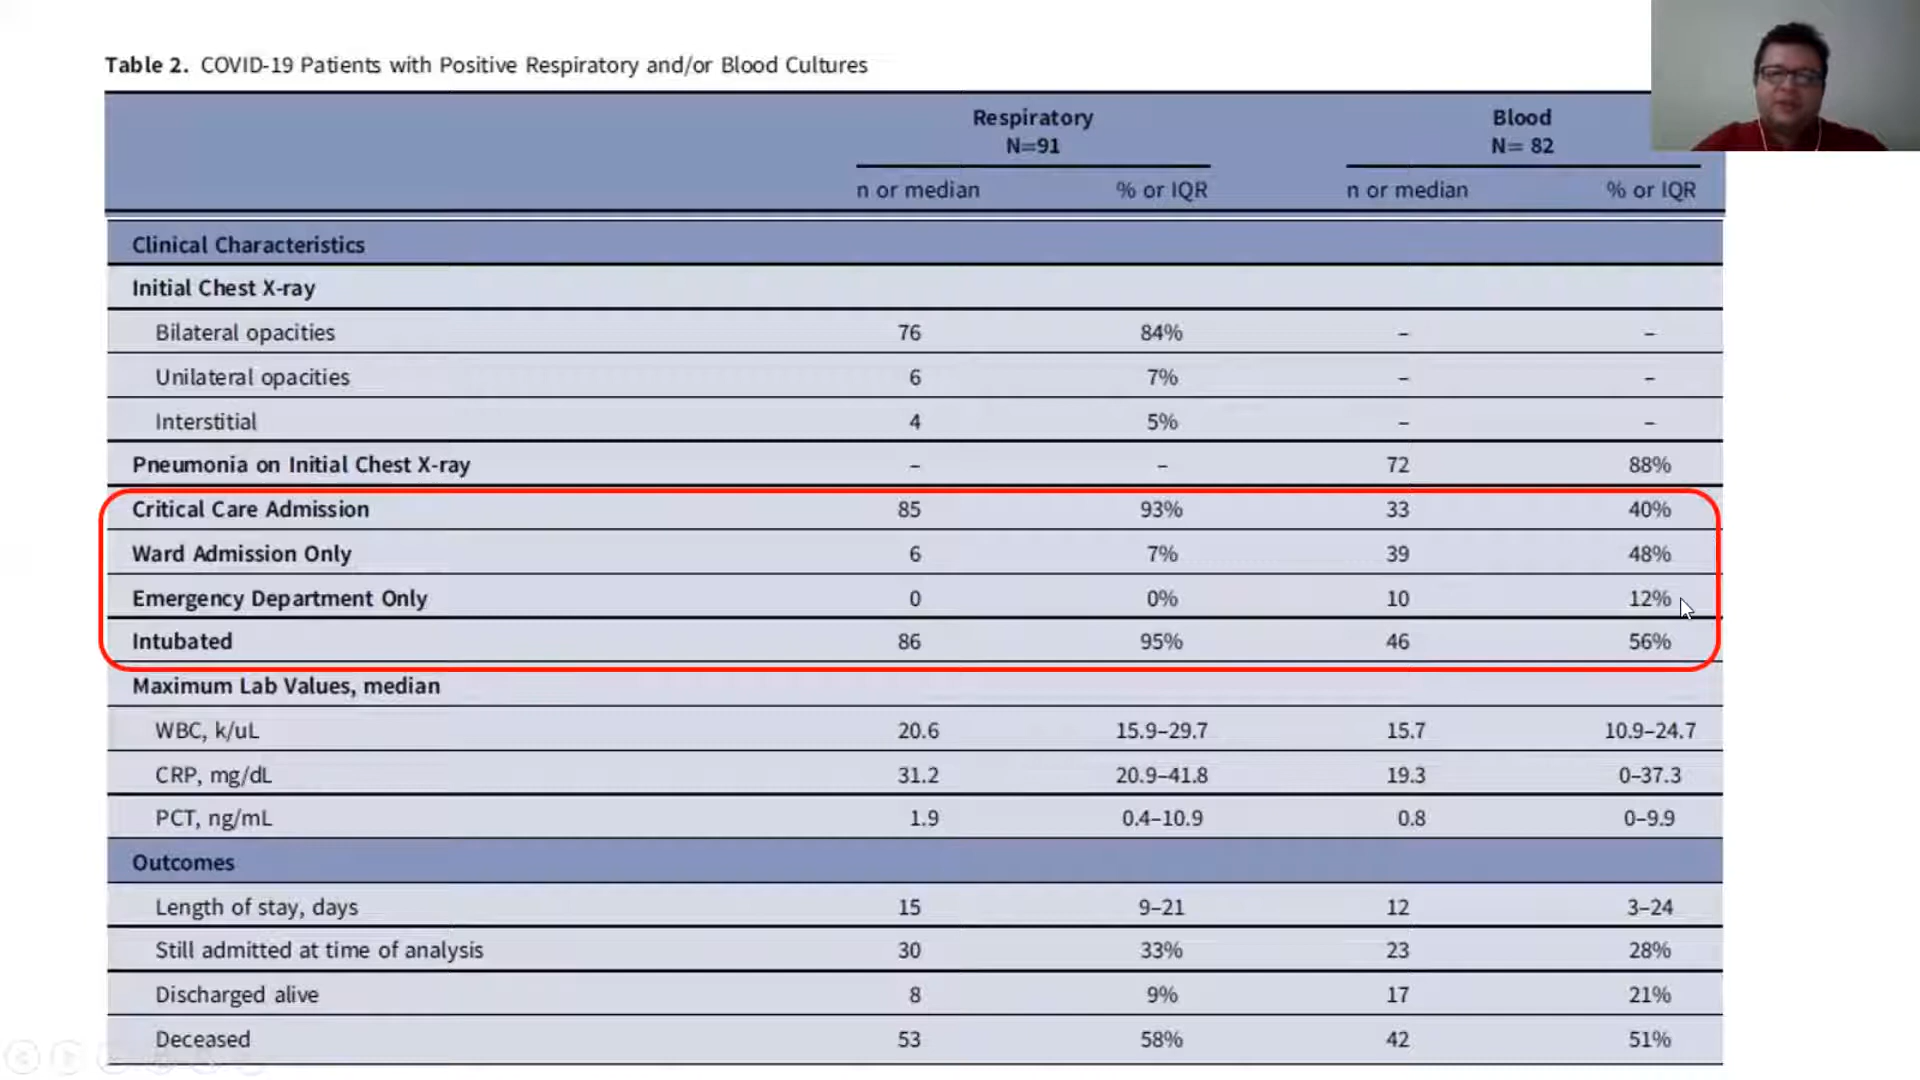 Table 2. COVID-19 Patients with Positive Respiratory and/or Blood Cultures
Respiratory Blood
N=91 N= 82
n or median % or IQR n or median % or IQR
Clinical Characteristics
Initial Chest X-ray
Bilateral opacities 76 84% – –
Unilateral opacities 6 7% – –
Interstitial 4 5% – –
Pneumonia on Initial Chest X-ray – – 72 88%
Critical Care Admission 85 93% 33 40%
Ward Admission Only 6 7% 39 48%
Emergency Department Only 0 0% 10 12%
Intubated 86 95% 46 56%
Maximum Lab Values, median
WBC, k/uL 20.6 15.9–29.7 15.7 10.9–24.7
CRP, mg/dL 31.2 20.9–41.8 19.3 0–37.3
PCT, ng/mL 1.9 0.4–10.9 0.8 0–9.9
Outcomes
Length of stay, days 15 9–21 12 3–24
Still admitted at time of analysis 30 33% 23 28%
Discharged alive 8 9% 17 21%
Deceased 53 58% 42 51%